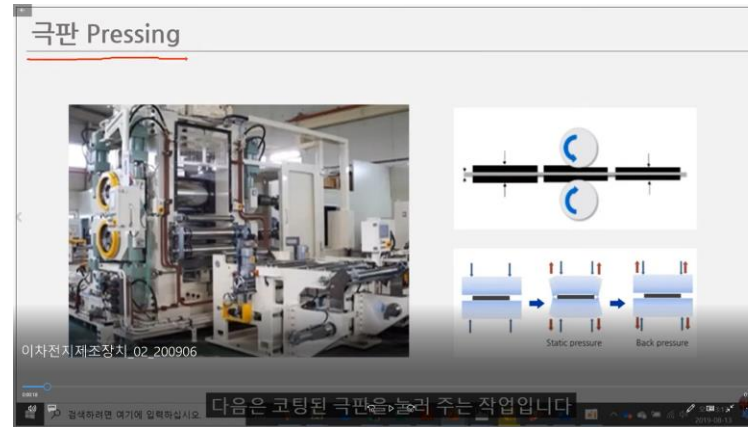 극판 Pressing
Static pressure
Back pressure
이차전지제조장치_02_200906
다음은 코팅된 극판을 눌러 주는 작업입니다
검색하려면 여기에 입력하십시오.
2019-08-13